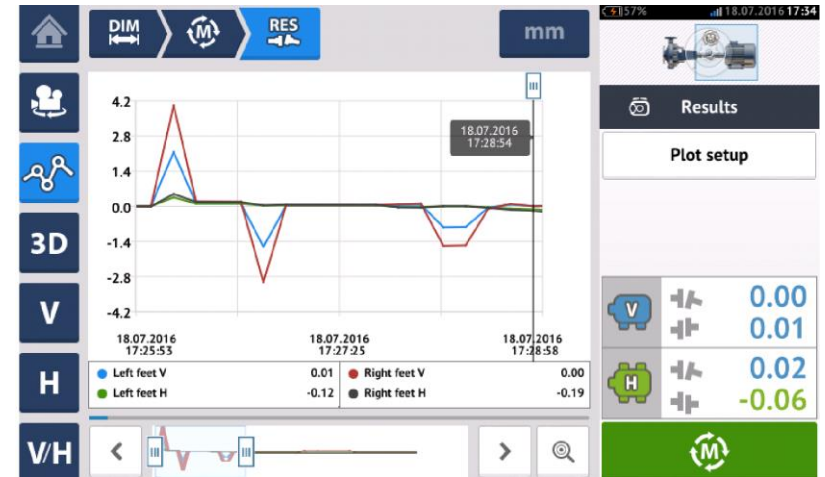 57% 18.07.2016 17:34
DIM
M
RES
mm
Results
Plot setup
4.2
2.8
1.4
0.0
-1.4
-2.8
-4.2
18.07.2016
17:28:54
18.07.2016
17:25:53
18.07.2016
17:27:25
18.07.2016
17:28:58
Left feet V 0.01 Right feet V 0.00
Left feet H -0.12 Right feet H -0.19
3D
V
H
V/H
V 0.00
0.01
H 0.02
-0.06
M